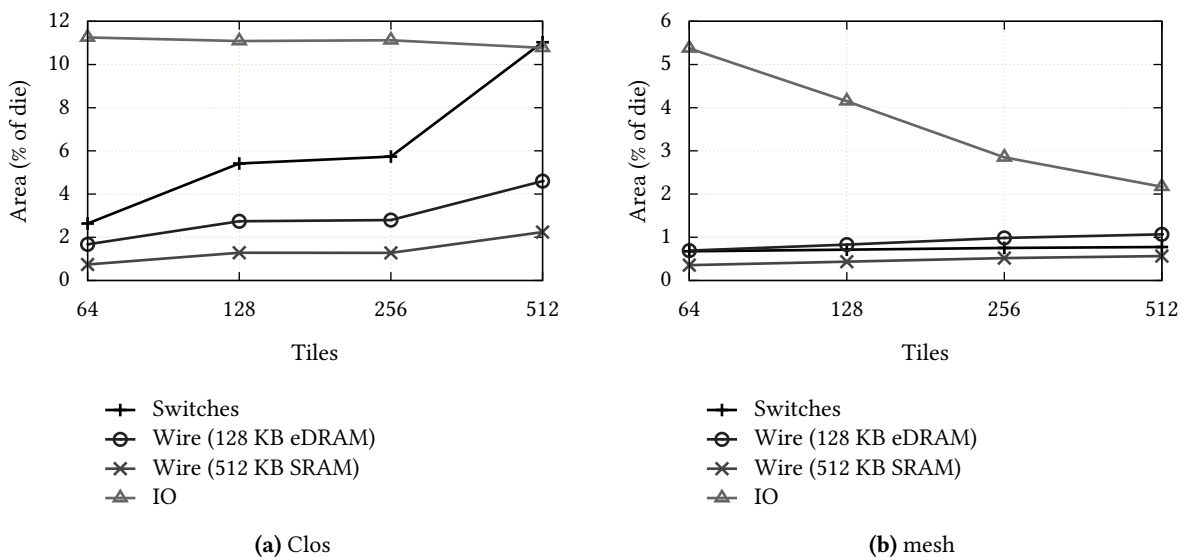 12
10
8
6
4
2
0
Area (% of die)
64
128
256
512
Tiles
Switches
Wire (128 KB eDRAM)
Wire (512 KB SRAM)
IO
(a) Clos
6
5
4
3
2
1
0
Area (% of die)
64
128
256
512
Tiles
Switches
Wire (128 KB eDRAM)
Wire (512 KB SRAM)
IO
(b) mesh